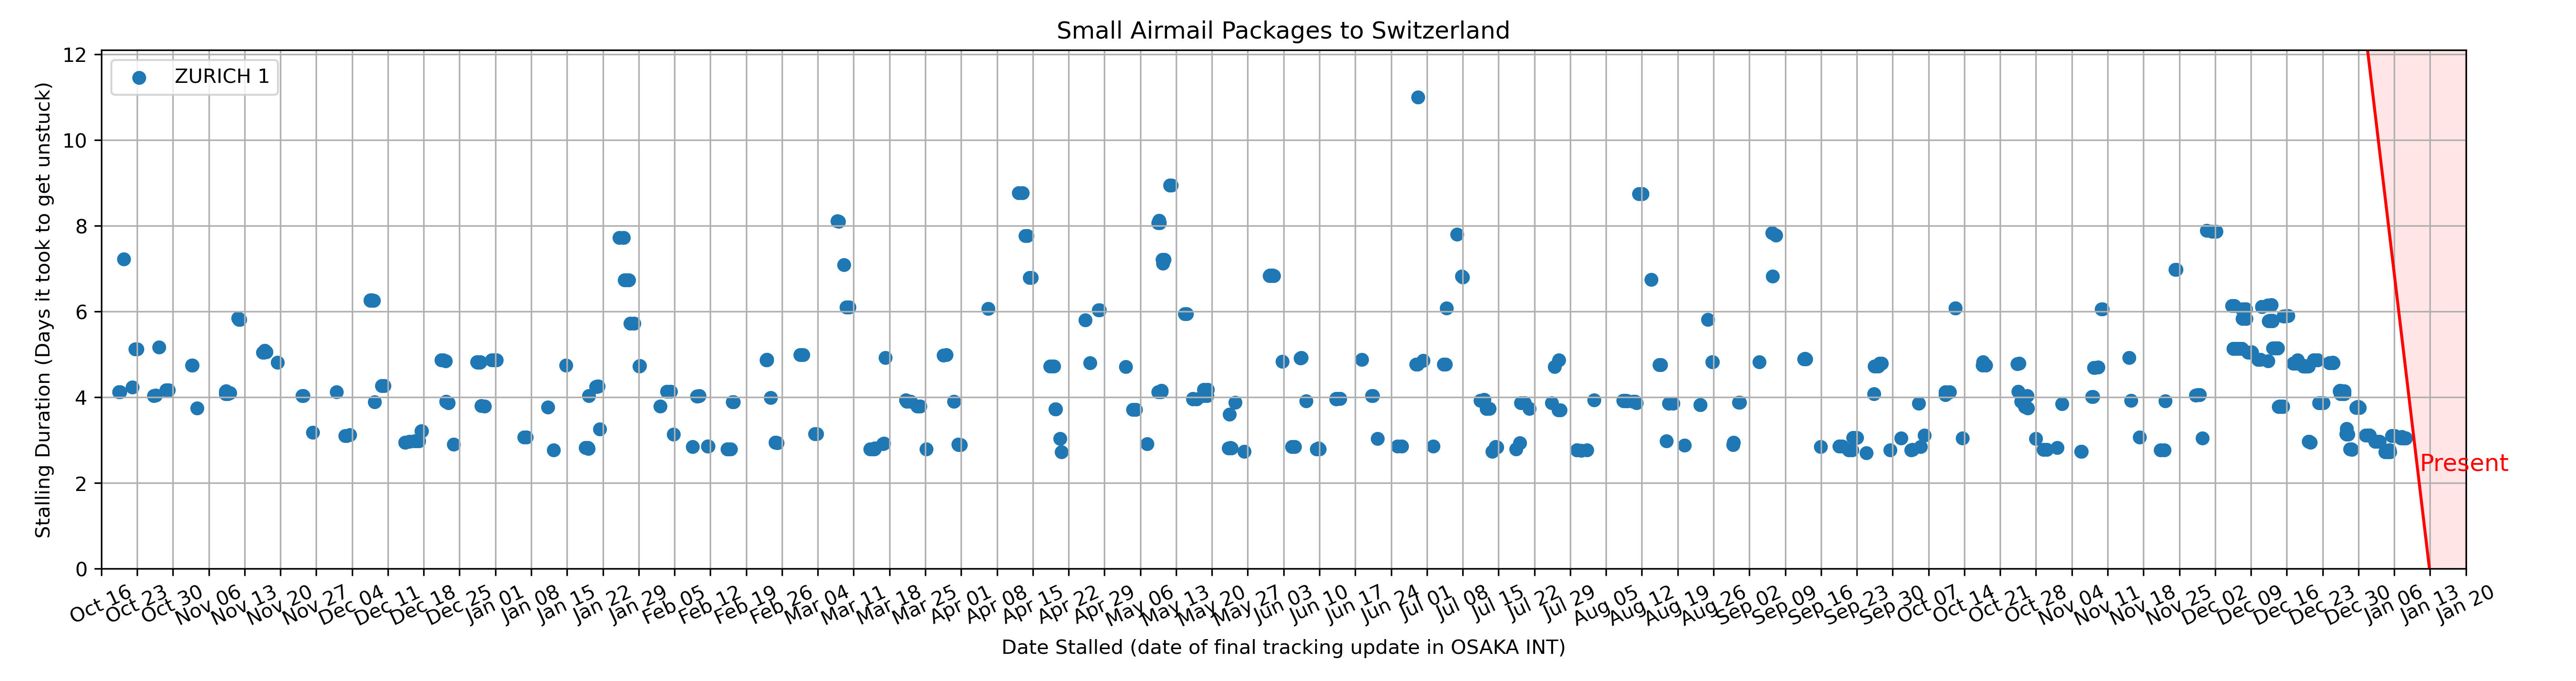 Small Airmail Packages to Switzerland
ZURICH 1
Stalling Duration (Days it took to get unstuck)
12
10
8
6
4
2
0
Present
Oct 16
Oct 23
Oct 30
Nov 06
Nov 13
Nov 20
Nov 27
Dec 04
Dec 11
Dec 18
Dec 25
Jan 01
Jan 08
Jan 15
Jan 22
Jan 29
Feb 05
Feb 12
Feb 19
Feb 26
Mar 04
Mar 11
Mar 18
Mar 25
Apr 01
Apr 08
Apr 15
Apr 22
Apr 29
May 06
May 13
May 20
May 27
Jun 03
Jun 10
Jun 17
Jun 24
Jul 01
Jul 08
Jul 15
Jul 22
Jul 29
Aug 05
Aug 12
Aug 19
Aug 26
Sep 02
Sep 09
Sep 16
Sep 23
Sep 30
Oct 07
Oct 14
Oct 21
Oct 28
Nov 04
Nov 11
Nov 18
Nov 25
Dec 02
Dec 09
Dec 16
Dec 23
Dec 30
Jan 06
Jan 13
Jan 20
Date Stalled (date of final tracking update in OSAKA INT)